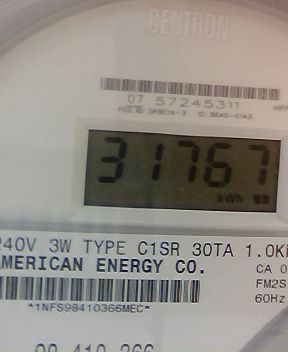 CENTRON®
07 57245311
31767
kWh
240V 3W TYPE C1SR 30TA 1.0K
AMERICAN ENERGY CO.
CA 0
FM2S
60Hz
*1NFS98410366MEC*